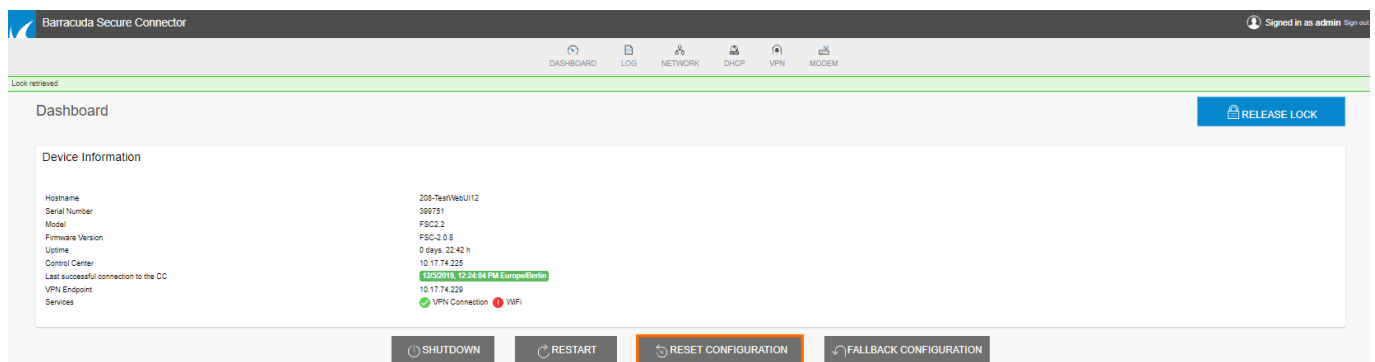 Barracuda Secure Connector
Signed in as admin Sign out
DASHBOARD LOG NETWORK DHCP VPN MODEM
Lock retrieved
Dashboard
RELEASE LOCK
Device Information
Hostname 208-TestWebUI12
Serial Number 399751
Model FSC2.2
Firmware Version FSC-2.0.8
Uptime 0 days, 22:42 h
Control Center 10.17.74.225
Last successful connection to the CC 12/5/2019, 12:24:04 PM Europe/Berlin
VPN Endpoint 10.17.74.229
Services VPN Connection WiFi
SHUTDOWN RESTART RESET CONFIGURATION FALLBACK CONFIGURATION